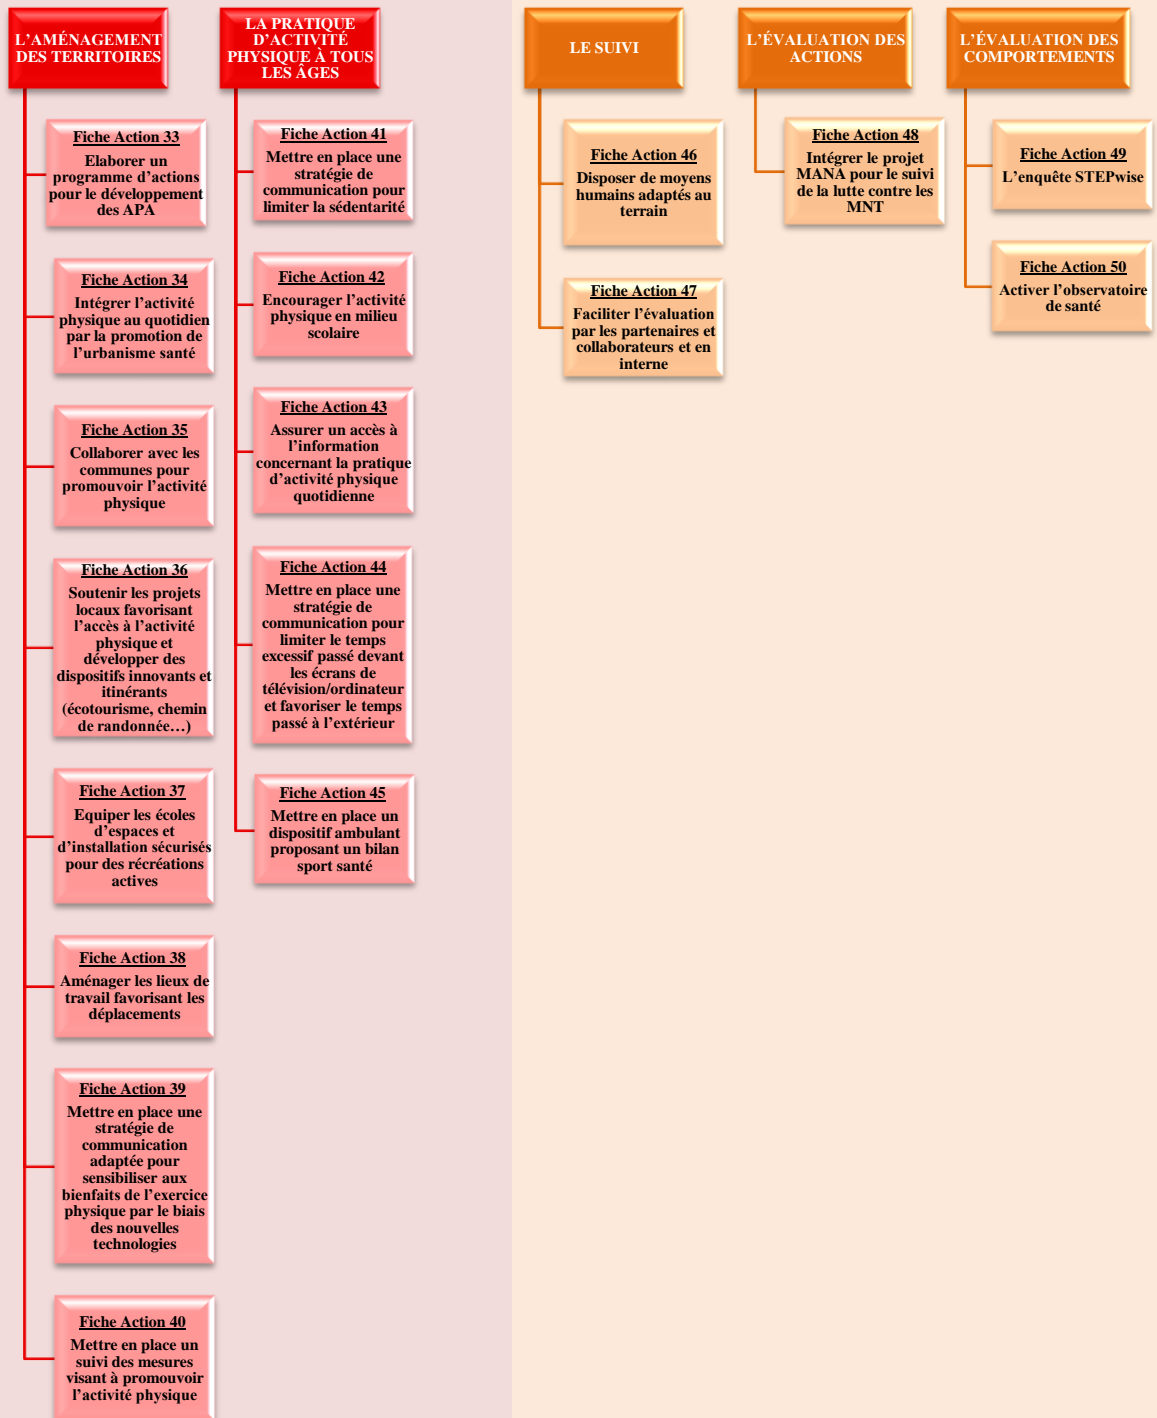 L'AMÉNAGEMENT
DES TERRITOIRES
Fiche Action 33
Elaborer un
programme d'actions
pour le développement
des APA
Fiche Action 34
Intégrer l'activité
physique au quotidien
par la promotion de
l'urbanisme santé
Fiche Action 35
Collaborer avec les
communes pour
promouvoir l'activité
physique
Fiche Action 36
Soutenir les projets
locaux favorisant
l'accès à l'activité
physique et
développer des
dispositifs innovants et
itinérants
(écotourisme, chemin
de randonnée…)
Fiche Action 37
Equiper les écoles
d'espaces et
d'installation sécurisés
pour des récréations
actives
Fiche Action 38
Aménager les lieux de
travail favorisant les
déplacements
Fiche Action 39
Mettre en place une
stratégie de
communication
adaptée pour
sensibiliser aux
bienfaits de l'exercice
physique par le biais
des nouvelles
technologies
Fiche Action 40
Mettre en place un
suivi des mesures
visant à promouvoir
l'activité physique
LA PRATIQUE
D'ACTIVITÉ
PHYSIQUE À TOUS
LES ÂGES
Fiche Action 41
Mettre en place une
stratégie de
communication pour
limiter la sédentarité
Fiche Action 42
Encourager l'activité
physique en milieu
scolaire
Fiche Action 43
Assurer un accès à
l'information
concernant la pratique
d'activité physique
quotidienne
Fiche Action 44
Mettre en place une
stratégie de
communication pour
limiter le temps
excessif passé devant
les écrans de
télévision/ordinateur
et favoriser le temps
passé à l'extérieur
Fiche Action 45
Mettre en place un
dispositif ambulant
proposant un bilan
sport santé
LE SUIVI
Fiche Action 46
Disposer de moyens
humains adaptés au
terrain
Fiche Action 47
Faciliter l'évaluation
par les partenaires et
collaborateurs et en
interne
L'ÉVALUATION DES
ACTIONS
Fiche Action 48
Intégrer le projet
MANA pour le suivi
de la lutte contre les
MNT
L'ÉVALUATION DES
COMPORTEMENTS
Fiche Action 49
L'enquête STEPwise
Fiche Action 50
Activer l'observatoire
de santé